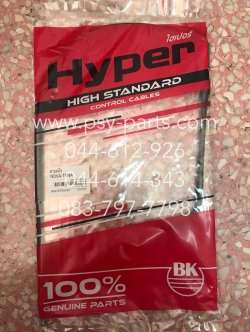 ไฮเปอร์
Hyper
HIGH STANDARD
CONTROL CABLES
www.psy-parts.com
044-612-926
044-614-643
083-797-7798
BK
100%
GENUINE PARTS